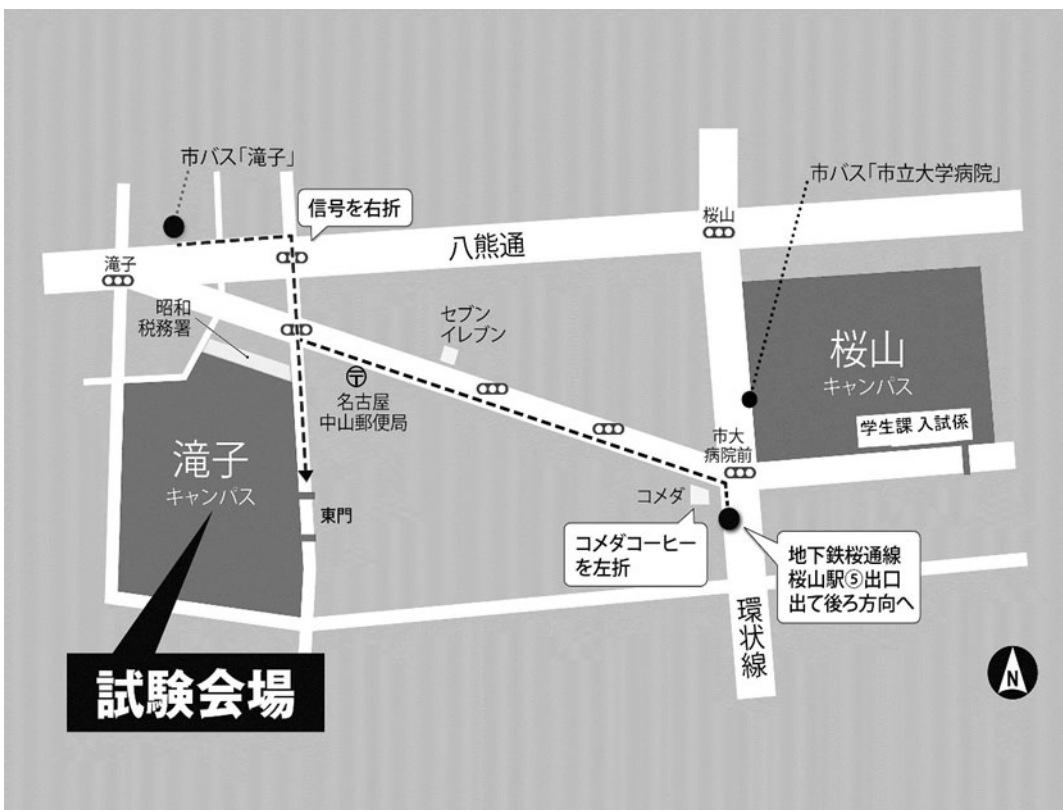 市バス「滝子」
信号を右折
桜山
市バス「市立大学病院」
八熊通
滝子
昭和
税務署
セブン
イレブン
桜山
キャンパス
〒
名古屋
中山郵便局
学生課 入試係
市大
病院前
滝子
キャンパス
コメダ
東門
コメダコーヒー
を左折
地下鉄桜通線
桜山駅⑤出口
出て後ろ方向へ
環状線
試験会場
N